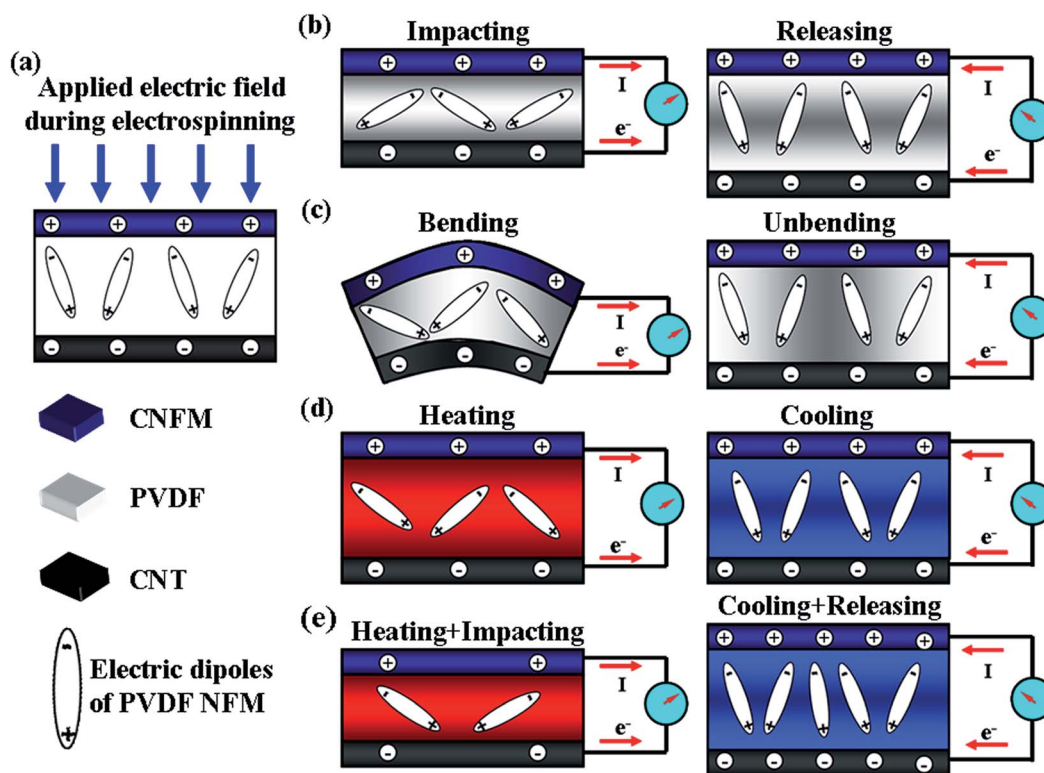 (a)
Applied electric field
during electrospinning
+ + + +
- - - -
+ + + +
- - - -
CNFM
PVDF
CNT
-
+
Electric dipoles
of PVDF NFM
(b)
Impacting
+ + +
- - -
+ + +
- - -
I
e⁻
Releasing
+ + + +
- - - -
+ + + +
- - - -
I
e⁻
(c)
Bending
+ + +
- - -
+ + +
- - -
I
e⁻
Unbending
+ + + +
- - - -
+ + + +
- - - -
I
e⁻
(d)
Heating
+ + +
- - -
+ + +
- - -
I
e⁻
Cooling
+ + + +
- - - -
+ + + +
- - - -
I
e⁻
(e)
Heating+Impacting
+ +
- -
+ +
- -
I
e⁻
Cooling+Releasing
+ + + + +
- - - - -
+ + + + +
- - - - -
I
e⁻